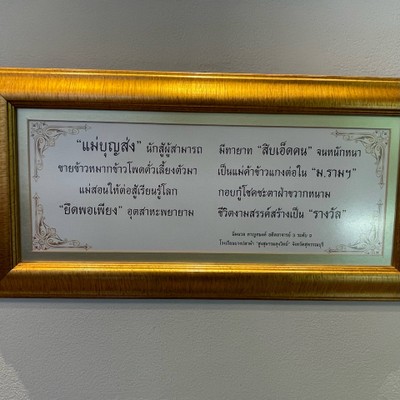 "แม่บุญส่ง" นักสู้ผู้สามารถ มีทายาท "สิบเอ็ดคน" จนหนักหนา
ขายข้าวหมากข้าวโพดคั่วเลี้ยงตัวมา เป็นแม่ค้าข้าวแกงต่อใน "ม.รามฯ"
แม่สอนให้ต่อสู้เรียนรู้โลก กอบกู้โชคชะตาฝ่าขวากหนาม
"ยึดพอเพียง" อุตสาหะพยายาม ชีวิตงามสรรค์สร้างเป็น "รางวัล"